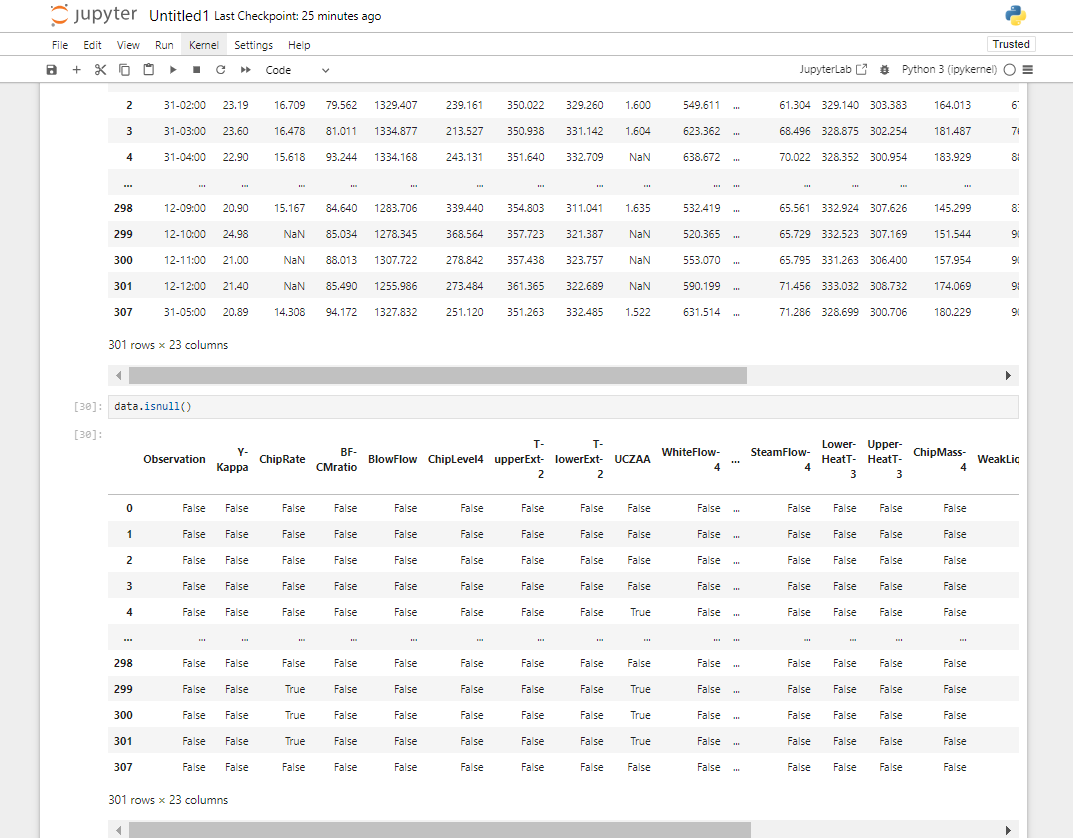 jupyter Untitled1 Last Checkpoint: 25 minutes ago
File Edit View Run Kernel Settings Help Trusted
Code JupyterLab Python 3 (ipykernel)
2 31-02:00 23.19 16.709 79.562 1329.407 239.161 350.022 329.260 1.600 549.611 ... 61.304 329.140 303.383 164.013
3 31-03:00 23.60 16.478 81.011 1334.877 213.527 350.938 331.142 1.604 623.362 ... 68.496 328.875 302.254 181.487
4 31-04:00 22.90 15.618 93.244 1334.168 243.131 351.640 332.709 NaN 638.672 ... 70.022 328.352 300.954 183.929
... ... ... ... ... ... ... ... ... ... ... ... ... ... ... ...
298 12-09:00 20.90 15.167 84.640 1283.706 339.440 354.803 311.041 1.635 532.419 ... 65.561 332.924 307.626 145.299
299 12-10:00 24.98 NaN 85.034 1278.345 368.564 357.723 321.387 NaN 520.365 ... 65.729 332.523 307.169 151.544
300 12-11:00 21.00 NaN 88.013 1307.722 278.842 357.438 323.757 NaN 553.070 ... 65.795 331.263 306.400 157.954
301 12-12:00 21.40 NaN 85.490 1255.986 273.484 361.365 322.689 NaN 590.199 ... 71.456 333.032 308.732 174.069
307 31-05:00 20.89 14.308 94.172 1327.832 251.120 351.263 332.485 1.522 631.514 ... 71.286 328.699 300.706 180.229
301 rows × 23 columns
[30]: data.isnull()
[30]:
Observation Y-Kappa ChipRate BF-CMratio BlowFlow ChipLevel4 T-upperExt-2 T-lowerExt-2 UCZAA WhiteFlow-4 ... SteamFlow-4 Lower-HeatT-3 Upper-HeatT-3 ChipMass-4 WeakLic
0 False False False False False False False False False False ... False False False False
1 False False False False False False False False False False ... False False False False
2 False False False False False False False False False False ... False False False False
3 False False False False False False False False False False ... False False False False
4 False False False False False False False False True False ... False False False False
... ... ... ... ... ... ... ... ... ... ... ... ... ... ... ...
298 False False False False False False False False False False ... False False False False
299 False False True False False False False False True False ... False False False False
300 False False True False False False False False True False ... False False False False
301 False False True False False False False False True False ... False False False False
307 False False False False False False False False False False ... False False False False
301 rows × 23 columns